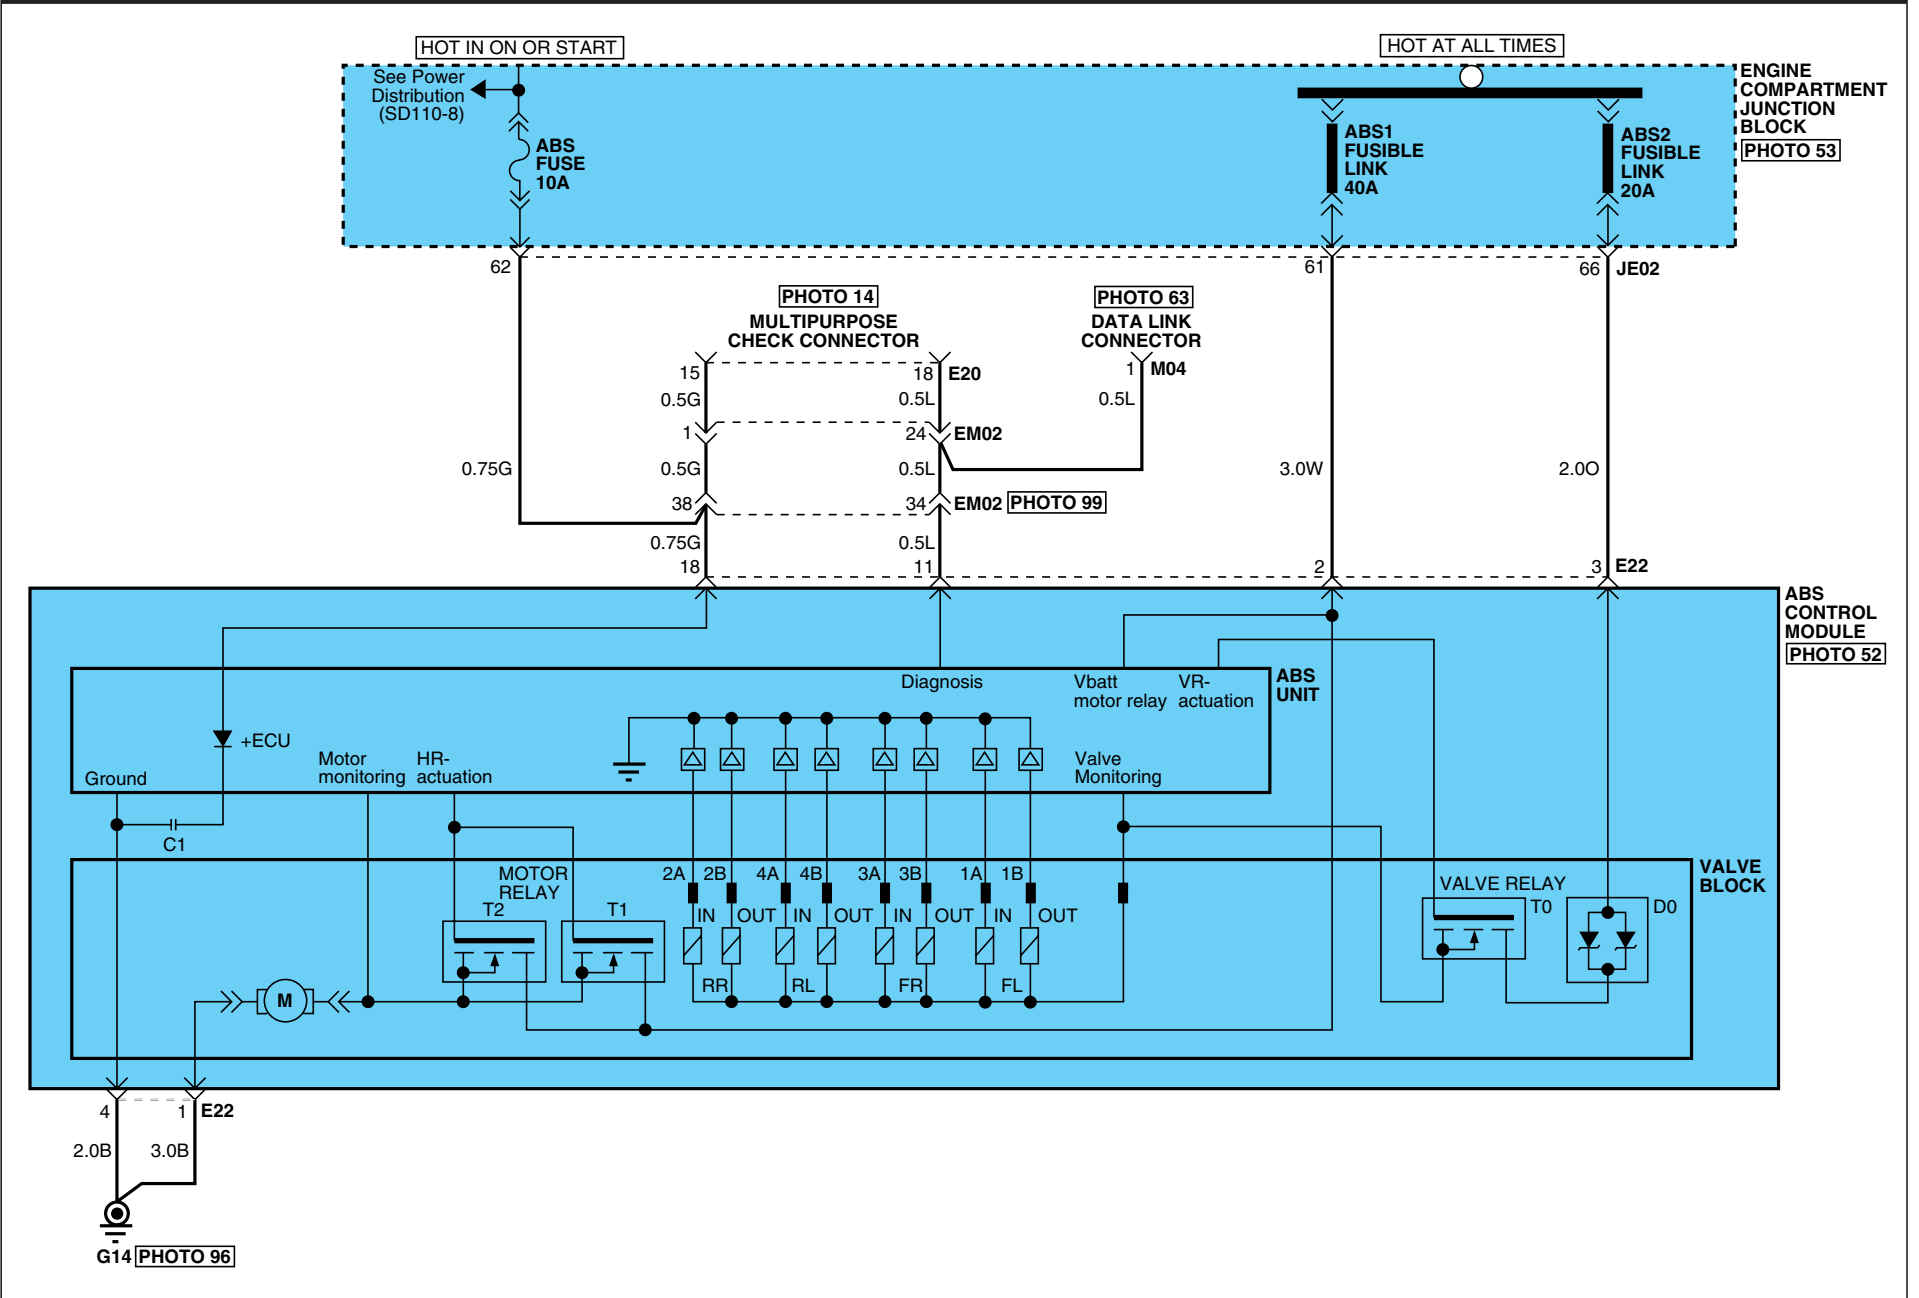 HOT IN ON OR START
HOT AT ALL TIMES
See Power
Distribution
(SD110-8)
ABS
FUSE
10A
ABS1
FUSIBLE
LINK
40A
ABS2
FUSIBLE
LINK
20A
ENGINE
COMPARTMENT
JUNCTION
BLOCK
PHOTO 53
62
61
66
JE02
PHOTO 14
MULTIPURPOSE
CHECK CONNECTOR
PHOTO 63
DATA LINK
CONNECTOR
15
18
E20
1
M04
0.5G
0.5L
0.5L
1
24
EM02
0.75G
0.5G
0.5L
3.0W
2.0O
38
34
EM02
PHOTO 99
0.75G
0.5L
18
11
2
3
E22
ABS
CONTROL
MODULE
PHOTO 52
ABS
UNIT
Diagnosis
Vbatt
motor relay
VR-
actuation
+ECU
Ground
Motor
monitoring
HR-
actuation
Valve
Monitoring
C1
VALVE
BLOCK
MOTOR
RELAY
T2
T1
2A
2B
4A
4B
3A
3B
1A
1B
IN
OUT
IN
OUT
IN
OUT
IN
OUT
RR
RL
FR
FL
VALVE RELAY
T0
D0
M
4
1
E22
2.0B
3.0B
G14
PHOTO 96